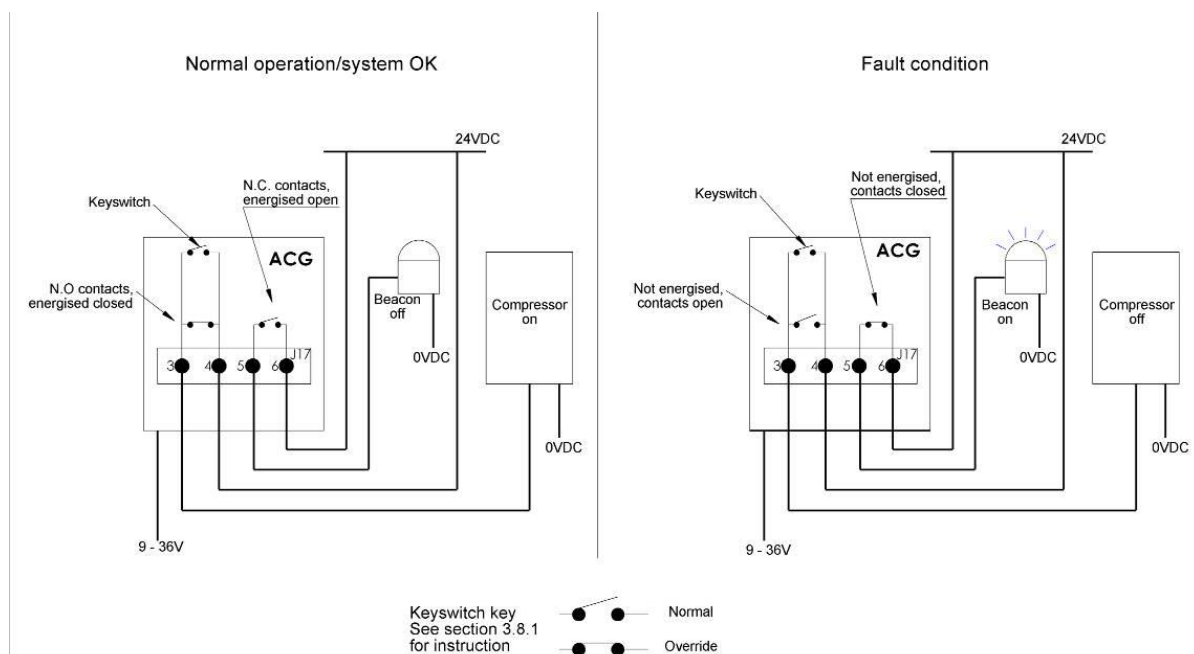 Normal operation/system OK
24VDC
N.C. contacts,
energised open
Keyswitch
ACG
N.O contacts,
energised closed
Beacon
off
Compressor
on
0VDC
J17
3
4
5
6
0VDC
9 - 36V
Fault condition
24VDC
Not energised,
contacts closed
Keyswitch
ACG
Not energised,
contacts open
Beacon
on
Compressor
off
0VDC
J17
3
4
5
6
0VDC
9 - 36V
Keyswitch key
See section 3.8.1
for instruction
Normal
Override